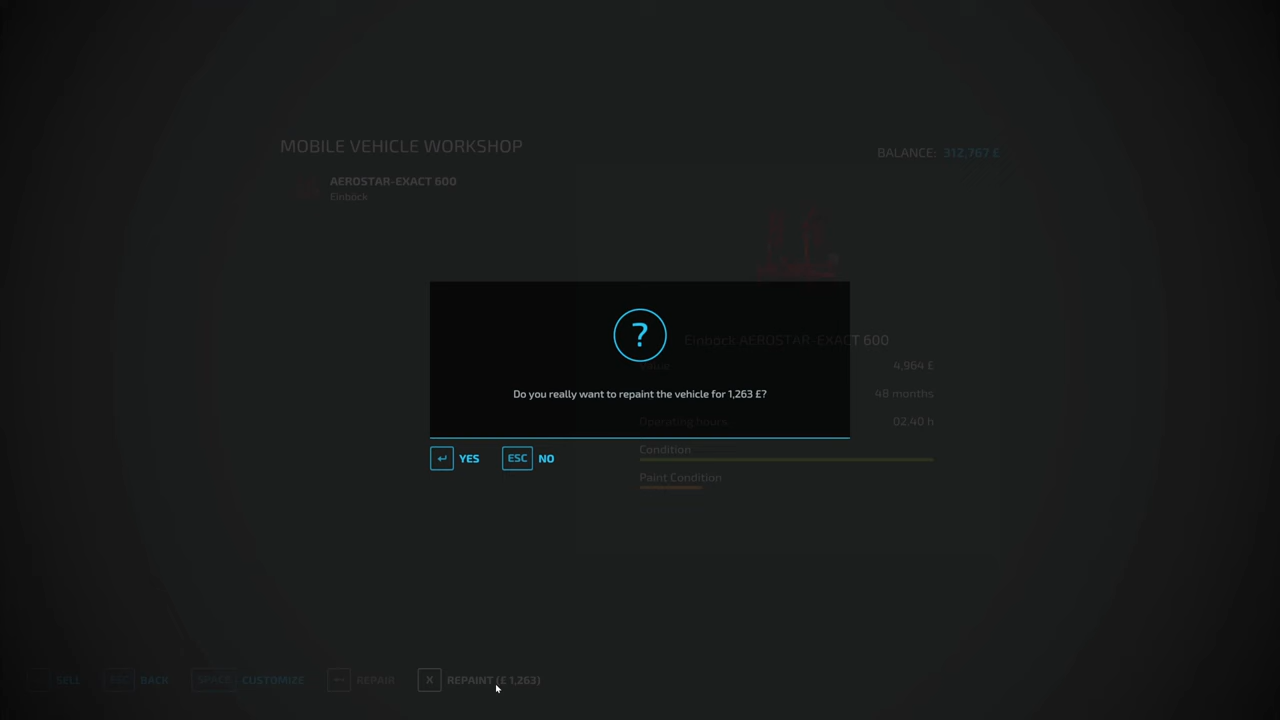 MOBILE VEHICLE WORKSHOP
BALANCE: 312,767 £
AEROSTAR-EXACT 600
Einböck
?
Einböck AEROSTAR-EXACT 600
Value 4,964 £
Do you really want to repaint the vehicle for 1,263 £?
48 months
Operating hours 02.40 h
Condition
YES ESC NO
Paint Condition
SELL ESC BACK SPACE CUSTOMIZE REPAIR X REPAINT (£ 1,263)